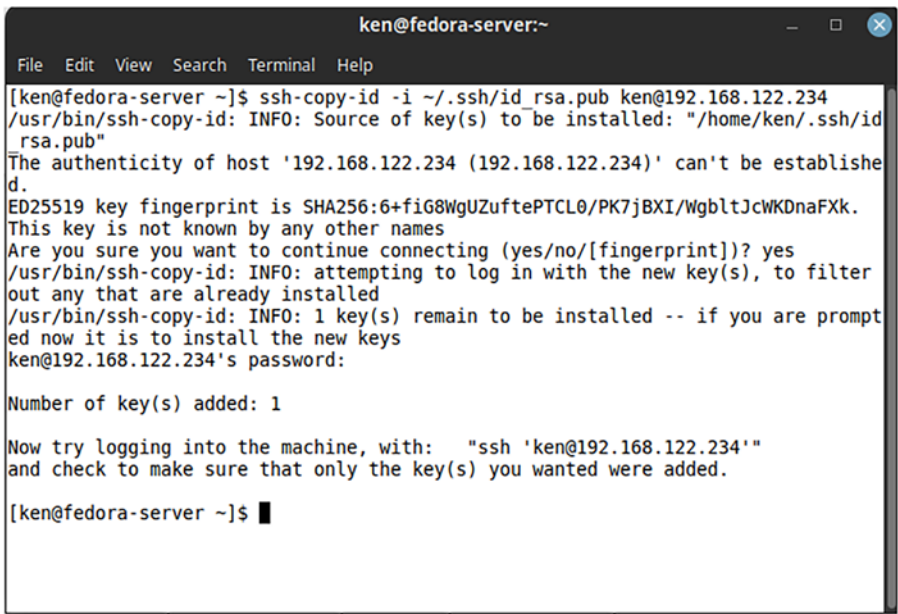 ken@fedora-server:~
File Edit View Search Terminal Help
[ken@fedora-server ~]$ ssh-copy-id -i ~/.ssh/id_rsa.pub ken@192.168.122.234
/usr/bin/ssh-copy-id: INFO: Source of key(s) to be installed: "/home/ken/.ssh/id
_rsa.pub"
The authenticity of host '192.168.122.234 (192.168.122.234)' can't be establishe
d.
ED25519 key fingerprint is SHA256:6+fiG8WgUZuftePTCL0/PK7jBXI/WgbltJcWKDnaFXk.
This key is not known by any other names
Are you sure you want to continue connecting (yes/no/[fingerprint])? yes
/usr/bin/ssh-copy-id: INFO: attempting to log in with the new key(s), to filter
out any that are already installed
/usr/bin/ssh-copy-id: INFO: 1 key(s) remain to be installed -- if you are prompt
ed now it is to install the new keys
ken@192.168.122.234's password:
Number of key(s) added: 1
Now try logging into the machine, with:   "ssh 'ken@192.168.122.234'"
and check to make sure that only the key(s) you wanted were added.
[ken@fedora-server ~]$